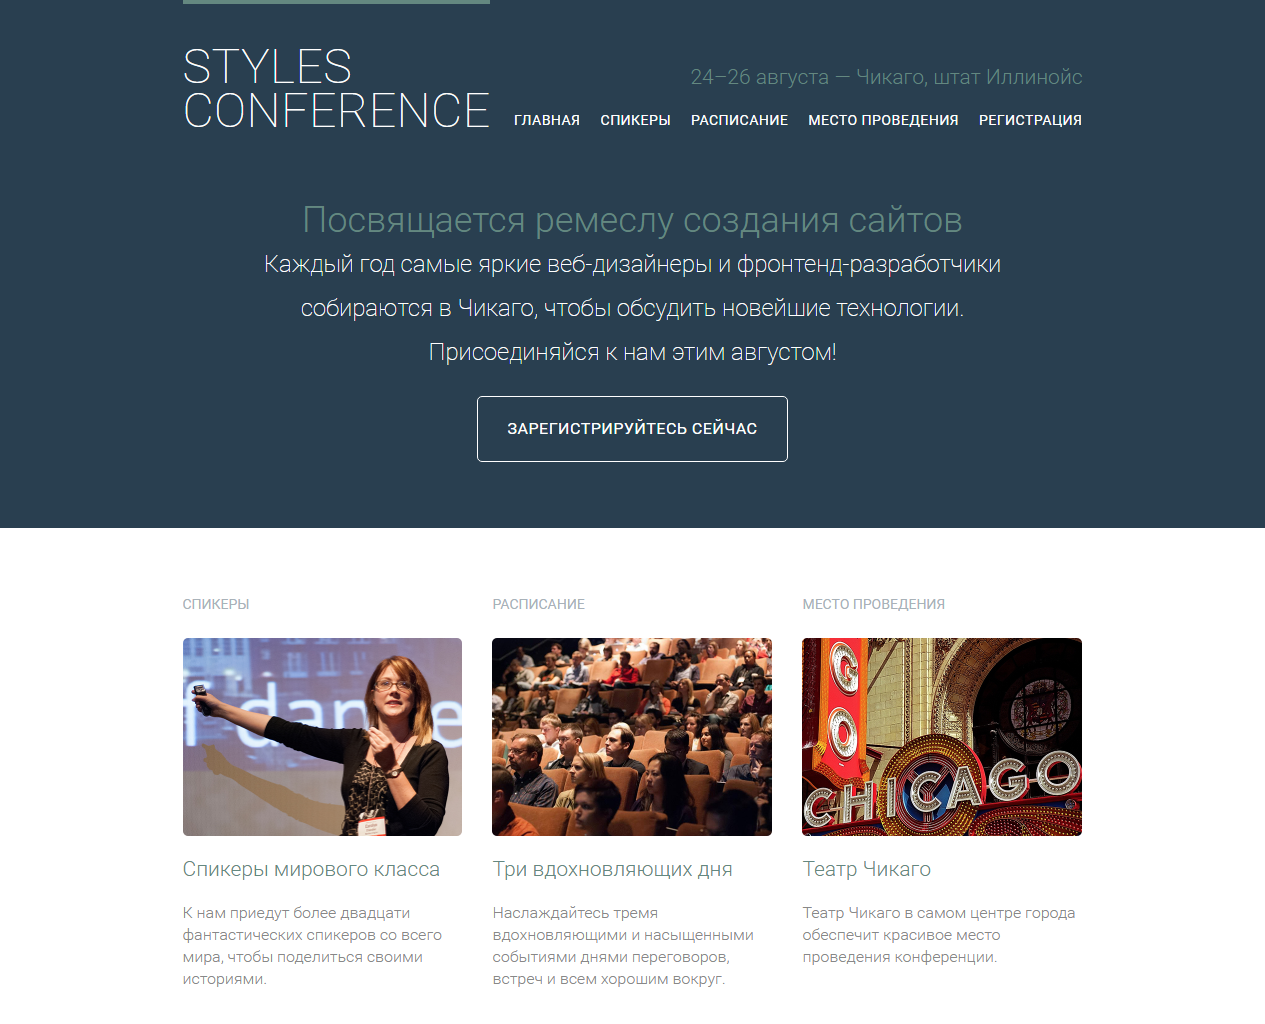 STYLES
CONFERENCE
24–26 августа — Чикаго, штат Иллинойс
ГЛАВНАЯ СПИКЕРЫ РАСПИСАНИЕ МЕСТО ПРОВЕДЕНИЯ РЕГИСТРАЦИЯ
Посвящается ремеслу создания сайтов
Каждый год самые яркие веб-дизайнеры и фронтенд-разработчики
собираются в Чикаго, чтобы обсудить новейшие технологии.
Присоединяйся к нам этим августом!
ЗАРЕГИСТРИРУЙТЕСЬ СЕЙЧАС
СПИКЕРЫ
Спикеры мирового класса
К нам приедут более двадцати
фантастических спикеров со всего
мира, чтобы поделиться своими
историями.
РАСПИСАНИЕ
Три вдохновляющих дня
Наслаждайтесь тремя
вдохновляющими и насыщенными
событиями днями переговоров,
встреч и всем хорошим вокруг.
МЕСТО ПРОВЕДЕНИЯ
CO
CHICAGO
Театр Чикаго
Театр Чикаго в самом центре города
обеспечит красивое место
проведения конференции.